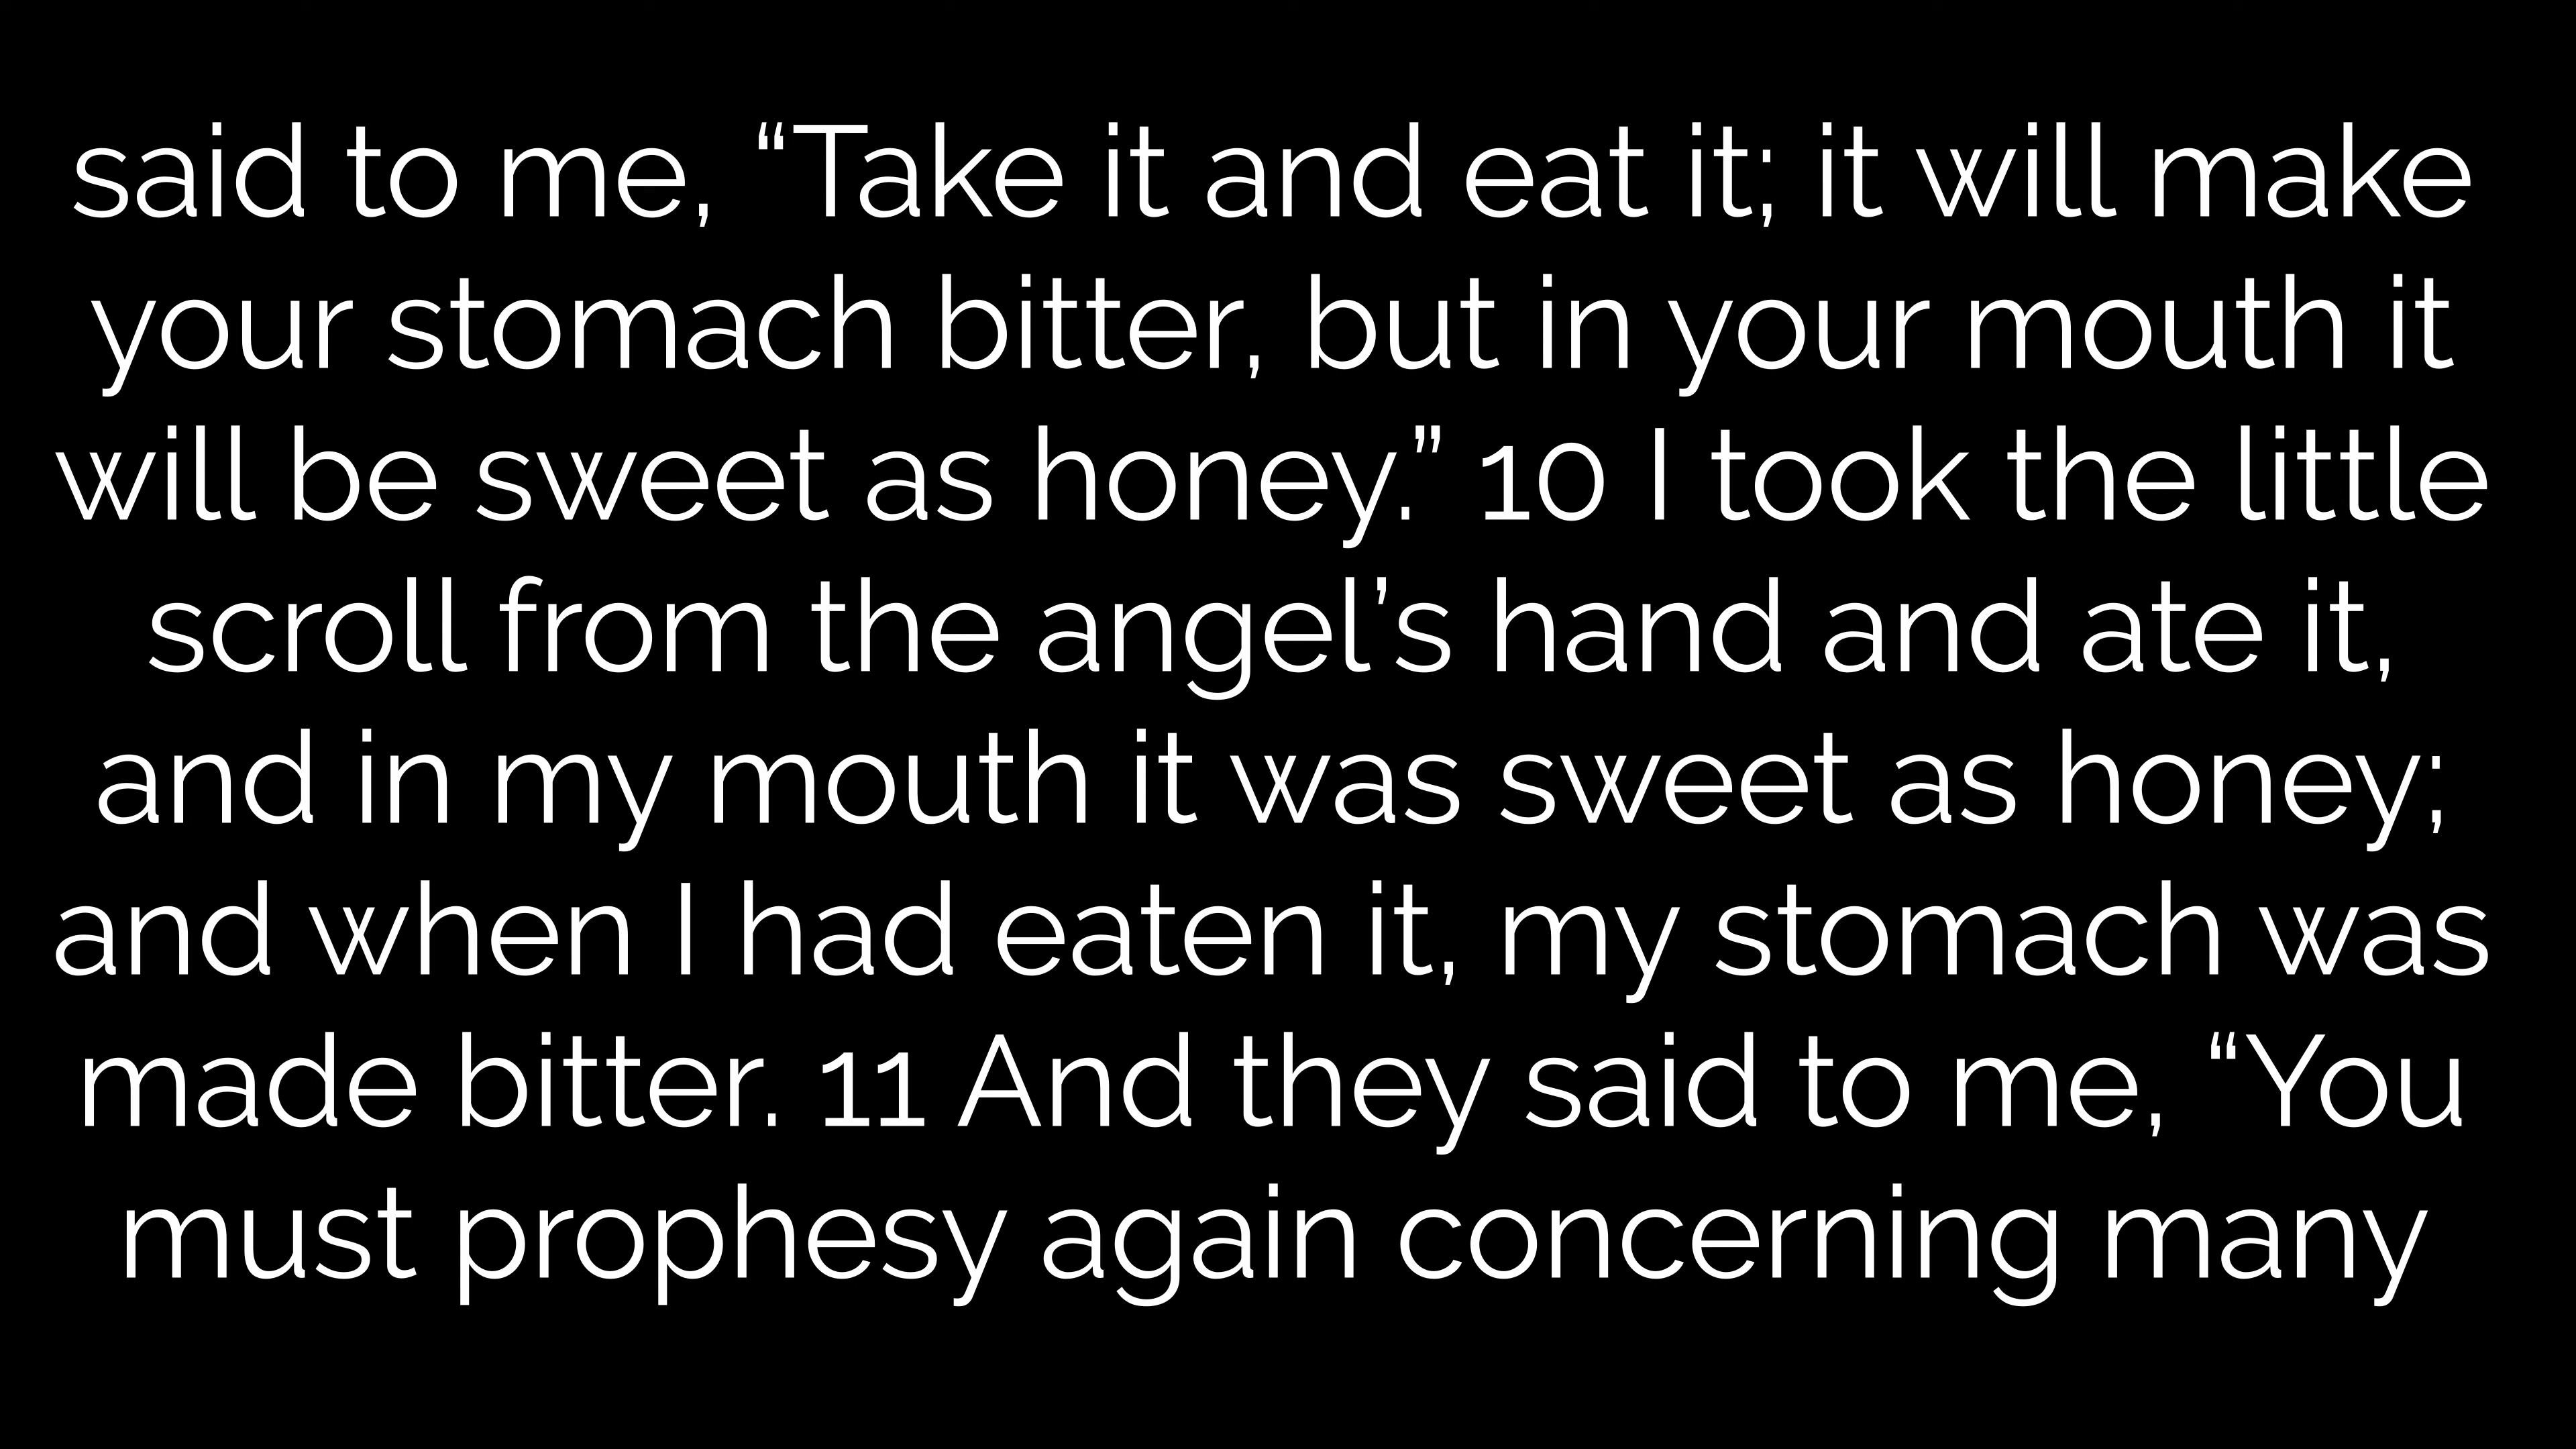 said to me, “Take it and eat it; it will make
your stomach bitter, but in your mouth it
will be sweet as honey.” 10 I took the little
scroll from the angel’s hand and ate it,
and in my mouth it was sweet as honey;
and when I had eaten it, my stomach was
made bitter. 11 And they said to me, “You
must prophesy again concerning many